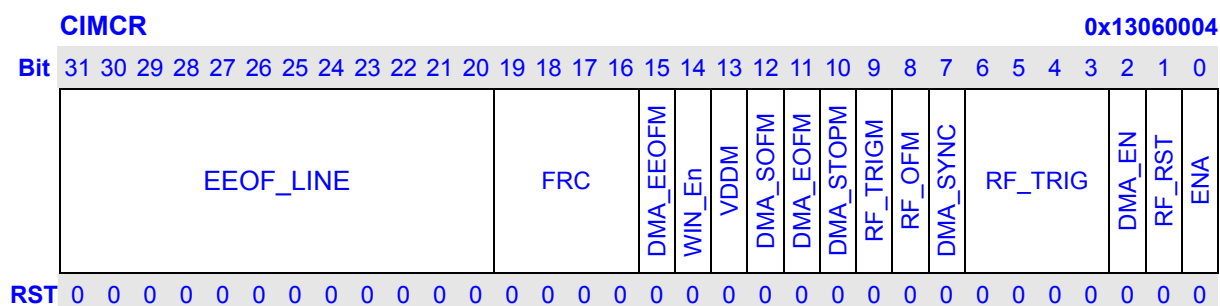 CIMCR 0x13060004
Bit 31 30 29 28 27 26 25 24 23 22 21 20 19 18 17 16 15 14 13 12 11 10 9 8 7 6 5 4 3 2 1 0
EEOF_LINE FRC DMA_EEOFM WIN_En VDDM DMA_SOFM DMA_EOFM DMA_STOPM RF_TRIGM RF_OFM DMA_SYNC RF_TRIG DMA_EN RF_RST ENA
RST 0 0 0 0 0 0 0 0 0 0 0 0 0 0 0 0 0 0 0 0 0 0 0 0 0 0 0 0 0 0 0 0